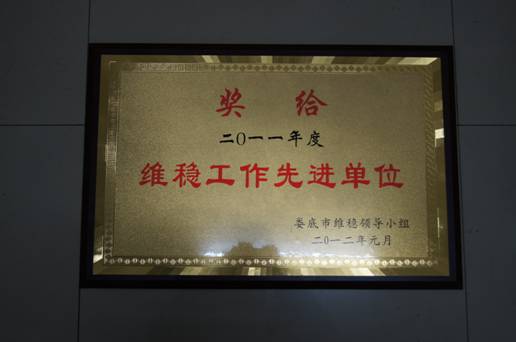 奖 给
二〇一一年度
维稳工作先进单位
娄底市维稳领导小组
二〇一二年元月